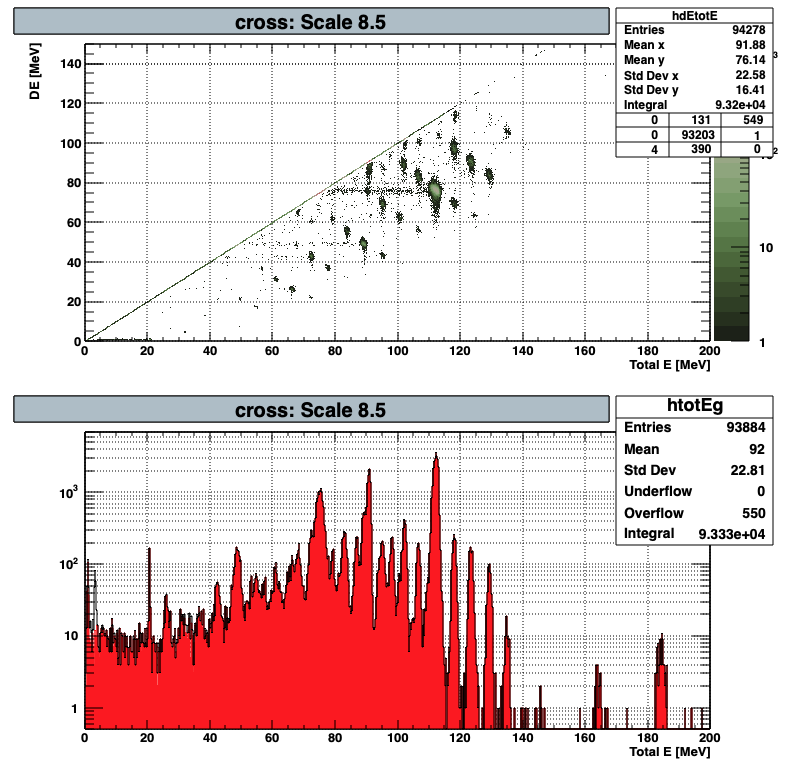 cross: Scale 8.5
hdEtotE
Entries 94278
Mean x 91.88
Mean y 76.14
Std Dev x 22.58
Std Dev y 16.41
Integral 9.32e+04
0 131 549
0 93203 1
4 390 0
DE [MeV]
140
120
100
80
60
40
20
0
0 20 40 60 80 100 120 140 160 180 200
Total E [MeV]
3
2
10
1
cross: Scale 8.5
htotEg
Entries 93884
Mean 92
Std Dev 22.81
Underflow 0
Overflow 550
Integral 9.333e+04
10³
10²
10
1
0 20 40 60 80 100 120 140 160 180 200
Total E [MeV]